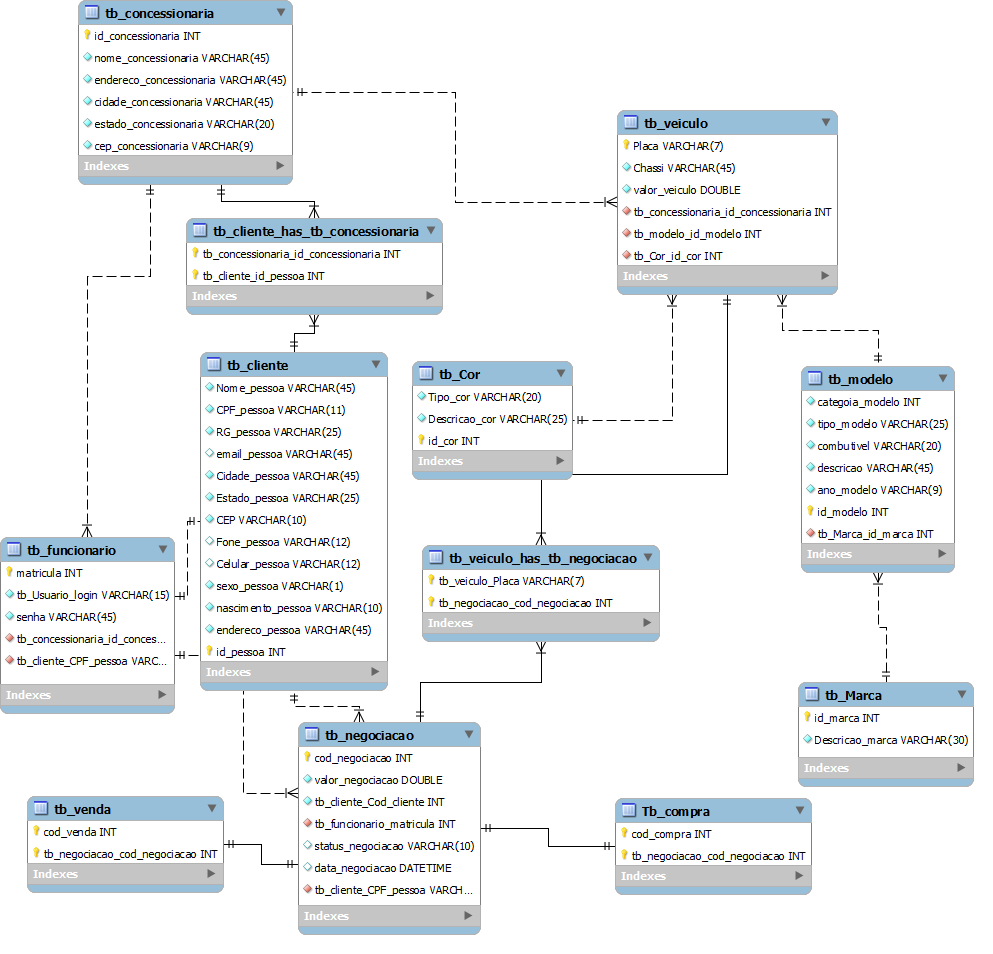 tb_concessionaria
id_concessionaria INT
nome_concessionaria VARCHAR(45)
endereco_concessionaria VARCHAR(45)
cidade_concessionaria VARCHAR(45)
estado_concessionaria VARCHAR(20)
cep_concessionaria VARCHAR(9)
Indexes
tb_veiculo
Placa VARCHAR(7)
Chassi VARCHAR(45)
valor_veiculo DOUBLE
tb_concessionaria_id_concessionaria INT
tb_modelo_id_modelo INT
tb_Cor_id_cor INT
Indexes
tb_cliente_has_tb_concessionaria
tb_concessionaria_id_concessionaria INT
tb_cliente_id_pessoa INT
Indexes
tb_cliente
Nome_pessoa VARCHAR(45)
CPF_pessoa VARCHAR(11)
RG_pessoa VARCHAR(25)
email_pessoa VARCHAR(45)
Cidade_pessoa VARCHAR(45)
Estado_pessoa VARCHAR(25)
CEP VARCHAR(10)
Fone_pessoa VARCHAR(12)
Celular_pessoa VARCHAR(12)
sexo_pessoa VARCHAR(1)
nascimento_pessoa VARCHAR(10)
endereco_pessoa VARCHAR(45)
id_pessoa INT
Indexes
tb_Cor
Tipo_cor VARCHAR(20)
Descricao_cor VARCHAR(25)
id_cor INT
Indexes
tb_modelo
categoia_modelo INT
tipo_modelo VARCHAR(25)
combutivel VARCHAR(20)
descricao VARCHAR(45)
ano_modelo VARCHAR(9)
id_modelo INT
tb_Marca_id_marca INT
Indexes
tb_funcionario
matricula INT
tb_Usuario_login VARCHAR(15)
senha VARCHAR(45)
tb_concessionaria_id_conces...
tb_cliente_CPF_pessoa VARC...
Indexes
tb_veiculo_has_tb_negociacao
tb_veiculo_Placa VARCHAR(7)
tb_negociacao_cod_negociacao INT
Indexes
tb_Marca
id_marca INT
Descricao_marca VARCHAR(30)
Indexes
tb_negociacao
cod_negociacao INT
valor_negociacao DOUBLE
tb_cliente_Cod_cliente INT
tb_funcionario_matricula INT
status_negociacao VARCHAR(10)
data_negociacao DATETIME
tb_cliente_CPF_pessoa VARCH...
Indexes
tb_venda
cod_venda INT
tb_negociacao_cod_negociacao INT
Indexes
Tb_compra
cod_compra INT
tb_negociacao_cod_negociacao INT
Indexes